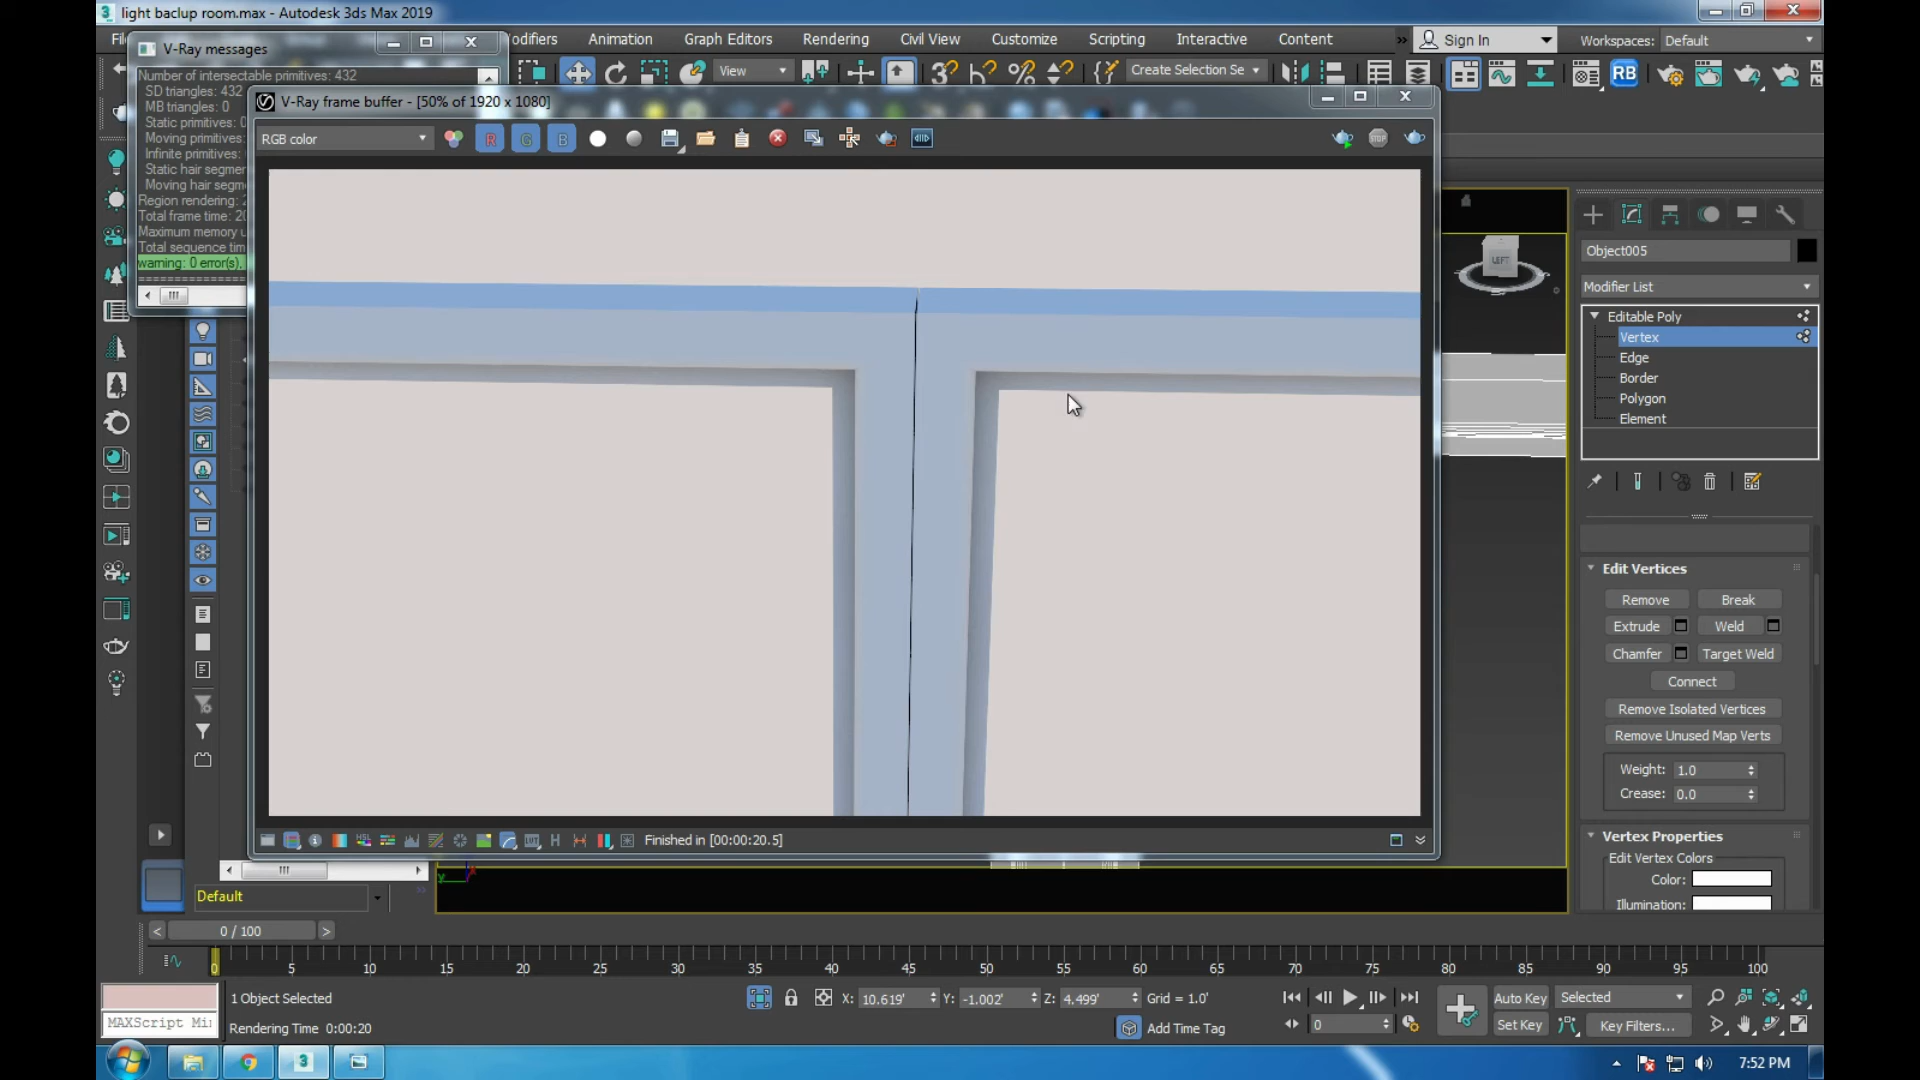 light baclup room.max - Autodesk 3ds Max 2019
odifiers Animation Graph Editors Rendering Civil View Customize Scripting Interactive Content
Sign In
Workspaces: Default
V-Ray messages
View
Create Selection Se
RB
Number of intersectable primitives: 432
SD triangles: 432
MB triangles: 0
Static primitives: 0
Moving primitives:
Infinite primitives:
Static hair segmer
Moving hair segm
Region rendering: 2
Total frame time: 20
Maximum memory u
Total sequence tim
warning: 0 error(s),
V-Ray frame buffer - [50% of 1920 x 1080]
RGB color
R G B
LEFT
Object005
Modifier List
Editable Poly
Vertex
Edge
Border
Polygon
Element
Edit Vertices
Remove Break
Extrude Weld
Chamfer Target Weld
Connect
Remove Isolated Vertices
Remove Unused Map Verts
Weight: 1.0
Crease: 0.0
Vertex Properties
Edit Vertex Colors
Color:
Illumination:
HSL
H
Finished in [00:00:20.5]
Default
y x
0 / 100
0 5 10 15 20 25 30 35 40 45 50 55 60 65 70 75 80 85 90 95 100
1 Object Selected
X: 10.619' Y: -1.002' Z: 4.499' Grid = 1.0'
Auto Key Selected
MAXScript Mi
Rendering Time 0:00:20
Add Time Tag
0
Set Key Key Filters...
7:52 PM